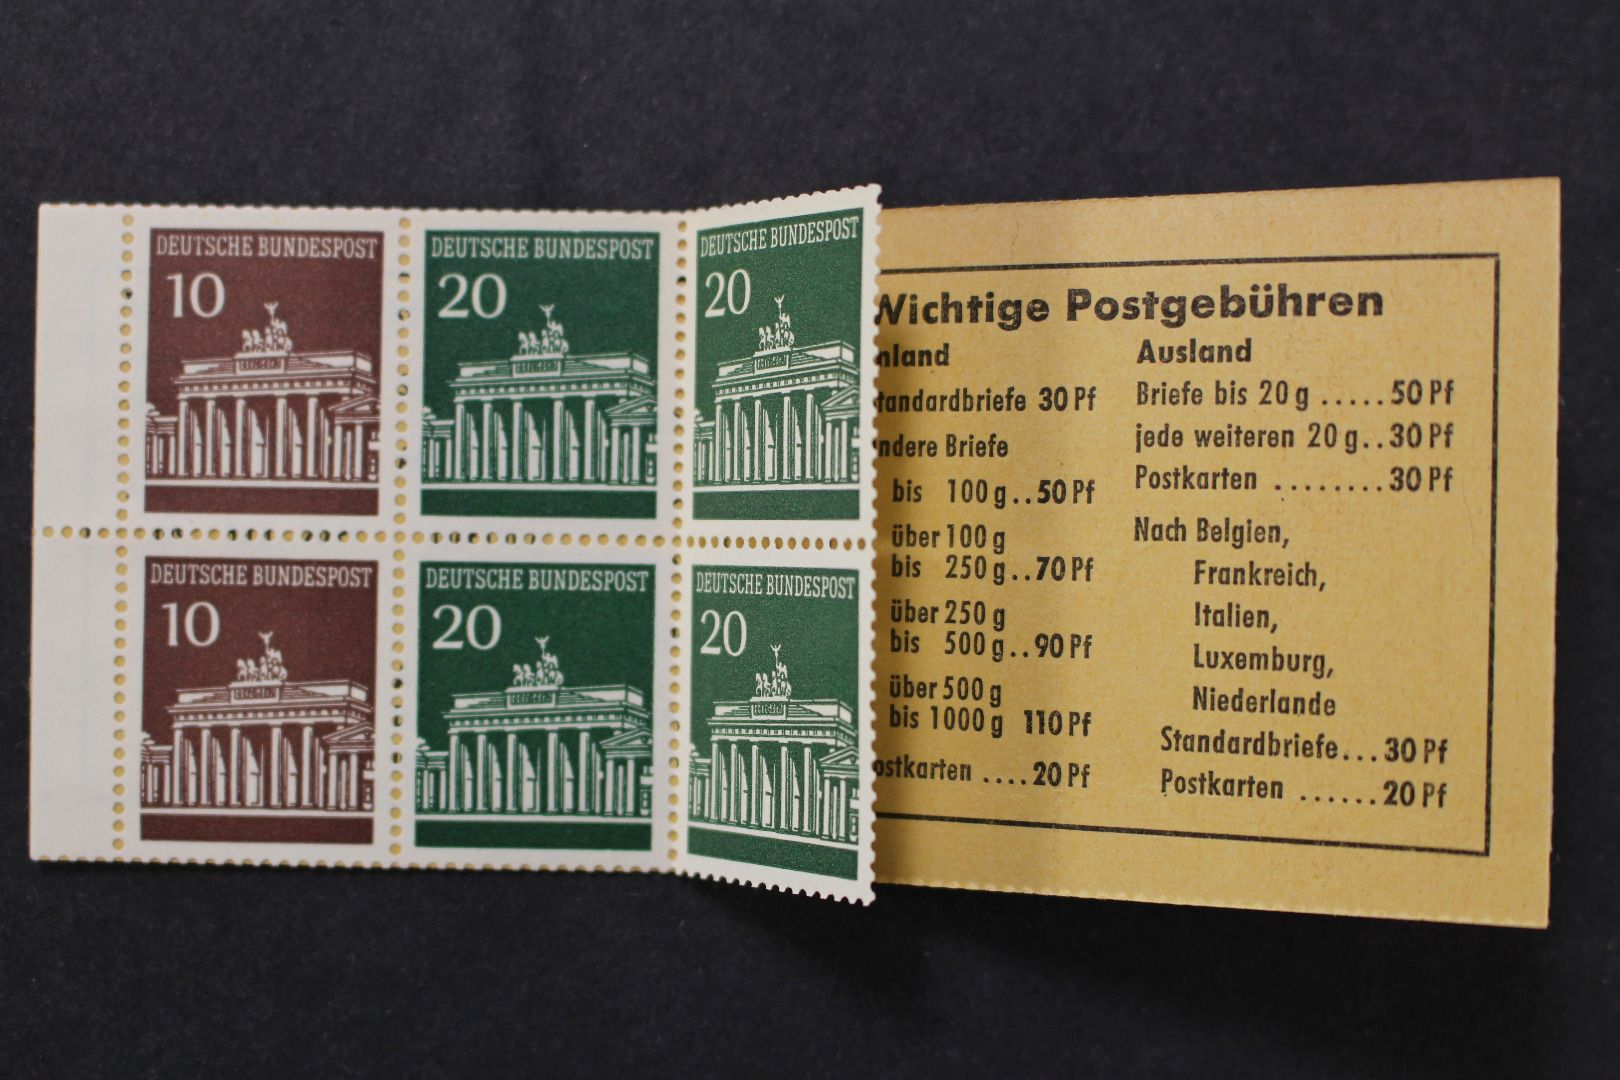 DEUTSCHE BUNDESPOST
10
DEUTSCHE BUNDESPOST
20
DEUTSCHE BUNDESPOST
20
DEUTSCHE BUNDESPOST
10
DEUTSCHE BUNDESPOST
20
DEUTSCHE BUNDESPOST
20
Wichtige Postgebühren
nland
tandardbriefe 30 Pf
ndere Briefe
bis 100 g..50 Pf
über 100 g
bis 250 g..70 Pf
über 250 g
bis 500 g..90 Pf
über 500 g
bis 1000 g 110 Pf
ostkarten ....20 Pf
Ausland
Briefe bis 20 g .....50 Pf
jede weiteren 20 g..30 Pf
Postkarten ........30 Pf
Nach Belgien,
Frankreich,
Italien,
Luxemburg,
Niederlande
Standardbriefe...30 Pf
Postkarten ......20 Pf